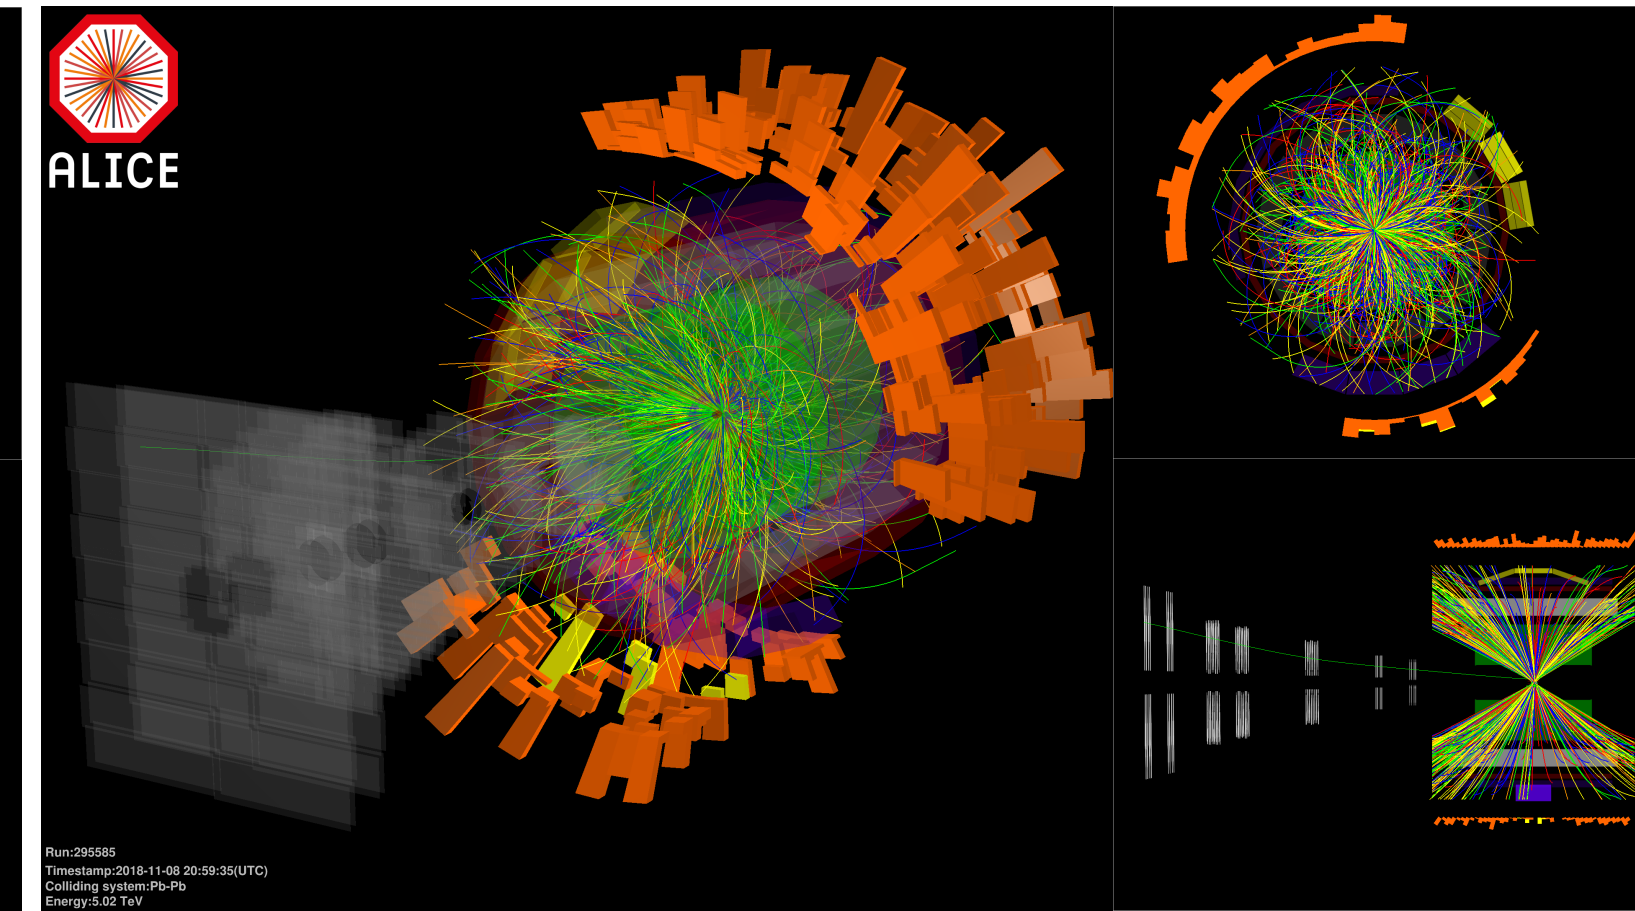 ALICE
Run:295585
Timestamp:2018-11-08 20:59:35(UTC)
Colliding system:Pb-Pb
Energy:5.02 TeV